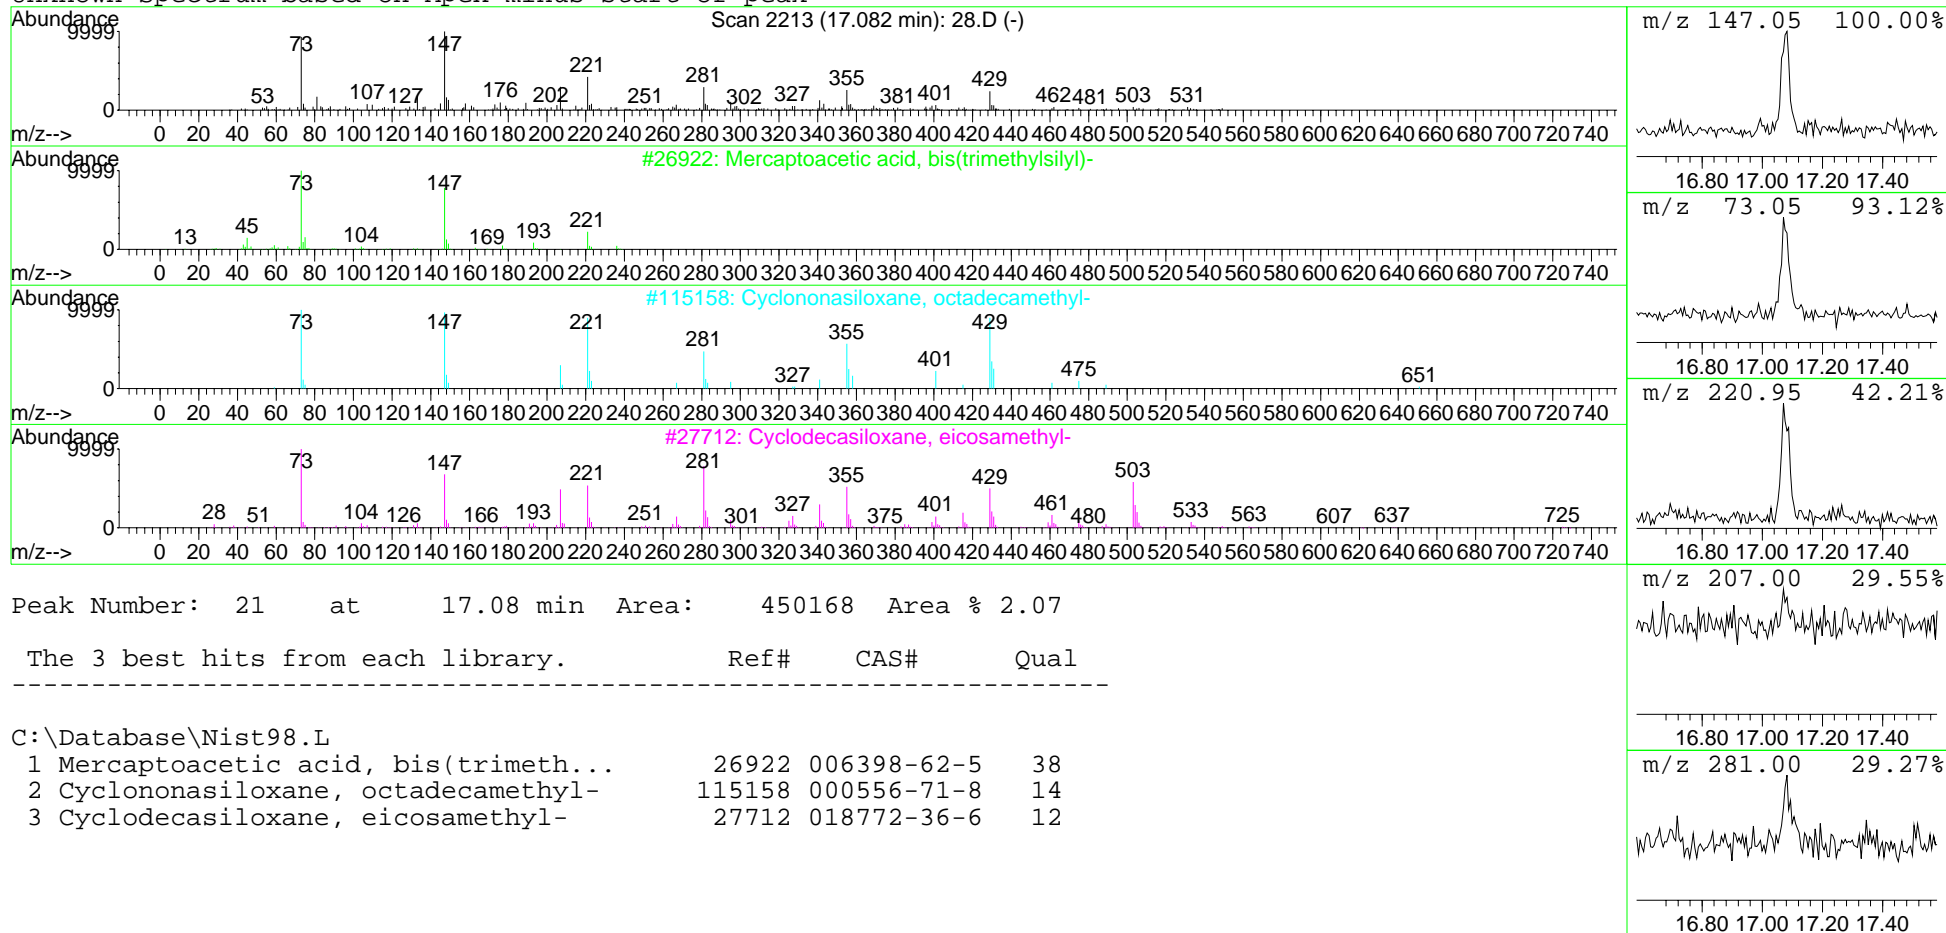 unknown spectrum based on Apex minus start of peak
Abundance
Scan 2213 (17.082 min): 28.D (-)
9999
73 147
221
281
355
429
53 107 127 176 202 251 302 327 381 401 462 481 503 531
0
m/z--> 0 20 40 60 80 100 120 140 160 180 200 220 240 260 280 300 320 340 360 380 400 420 440 460 480 500 520 540 560 580 600 620 640 660 680 700 720 740
Abundance
#26922: Mercaptoacetic acid, bis(trimethylsilyl)-
9999
73 147
13 45 104 169 193 221
0
m/z--> 0 20 40 60 80 100 120 140 160 180 200 220 240 260 280 300 320 340 360 380 400 420 440 460 480 500 520 540 560 580 600 620 640 660 680 700 720 740
Abundance
#115158: Cyclononasiloxane, octadecamethyl-
9999
73 147 221 429
281 355
327 401 475 651
0
m/z--> 0 20 40 60 80 100 120 140 160 180 200 220 240 260 280 300 320 340 360 380 400 420 440 460 480 500 520 540 560 580 600 620 640 660 680 700 720 740
Abundance
#27712: Cyclodecasiloxane, eicosamethyl-
9999
73 147 221 281 355 429 503
28 51 104 126 166 193 251 301 327 375 401 461 480 533 563 607 637 725
0
m/z--> 0 20 40 60 80 100 120 140 160 180 200 220 240 260 280 300 320 340 360 380 400 420 440 460 480 500 520 540 560 580 600 620 640 660 680 700 720 740
m/z 147.05 100.00%
16.80 17.00 17.20 17.40
m/z 73.05 93.12%
16.80 17.00 17.20 17.40
m/z 220.95 42.21%
16.80 17.00 17.20 17.40
m/z 207.00 29.55%
16.80 17.00 17.20 17.40
m/z 281.00 29.27%
16.80 17.00 17.20 17.40
Peak Number: 21 at 17.08 min Area: 450168 Area % 2.07
The 3 best hits from each library. Ref# CAS# Qual
---------------------------------------------------------------------
C:\Database\Nist98.L
1 Mercaptoacetic acid, bis(trimeth... 26922 006398-62-5 38
2 Cyclononasiloxane, octadecamethyl- 115158 000556-71-8 14
3 Cyclodecasiloxane, eicosamethyl- 27712 018772-36-6 12